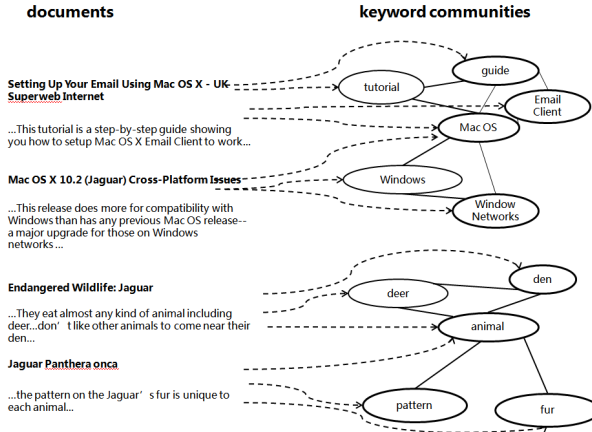 documents
keyword communities
Setting Up Your Email Using Mac OS X - UK
Superweb Internet
...This tutorial is a step-by-step guide showing
you how to setup Mac OS X Email Client to work...
Mac OS X 10.2 (Jaguar) Cross-Platform Issues
...This release does more for compatibility with
Windows than has any previous Mac OS release--
a major upgrade for those on Windows
networks ...
Endangered Wildlife: Jaguar
...They eat almost any kind of animal including
deer...don't like other animals to come near their
den...
Jaguar Panthera onca
...the pattern on the Jaguar's fur is unique to
each animal...
guide
tutorial
Email
Client
Mac OS
Windows
Window
Networks
den
deer
animal
pattern
fur